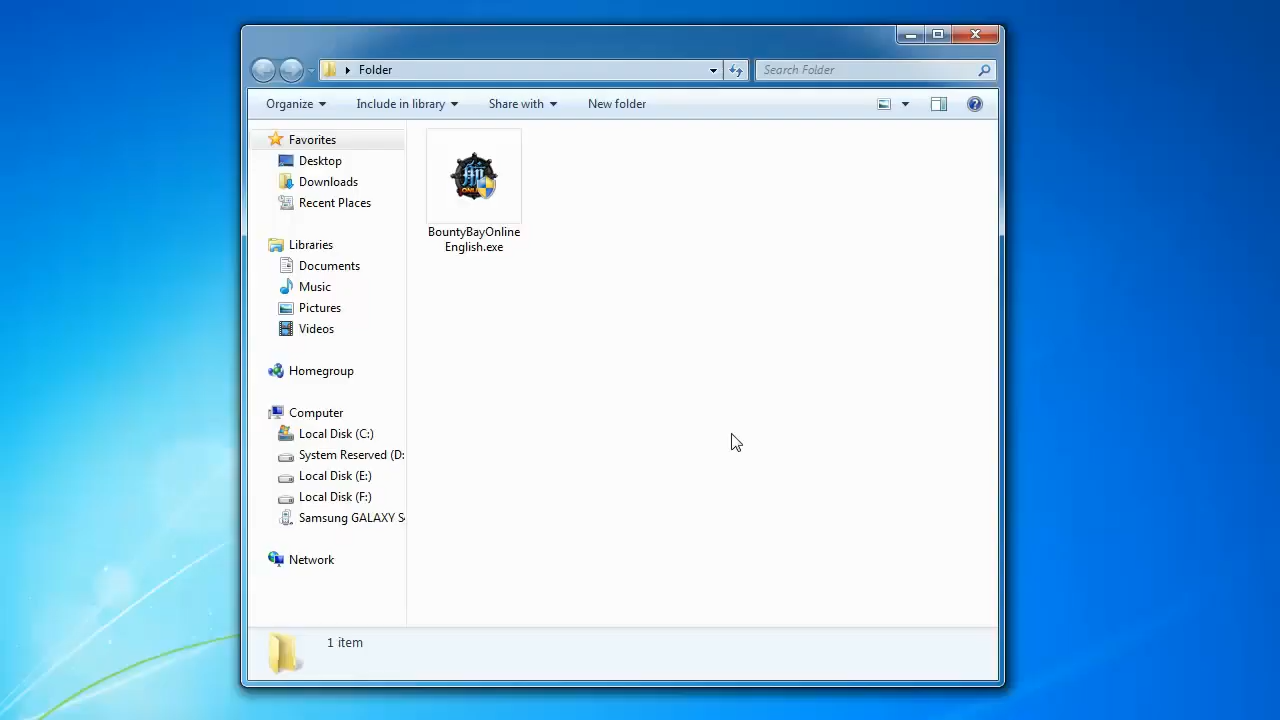 Folder
Search Folder
Organize
Include in library
Share with
New folder
Favorites
Desktop
Downloads
Recent Places
Libraries
Documents
Music
Pictures
Videos
Homegroup
Computer
Local Disk (C:)
System Reserved (D:
Local Disk (E:)
Local Disk (F:)
Samsung GALAXY S
Network
航
BountyBayOnline
English.exe
1 item